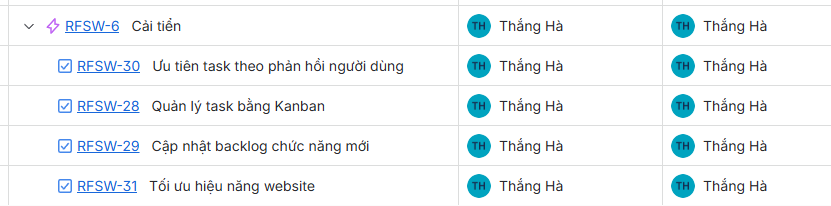 RFSW-6 Cải tiến TH Thắng Hà TH Thắng Hà
RFSW-30 Ưu tiên task theo phản hồi người dùng TH Thắng Hà TH Thắng Hà
RFSW-28 Quản lý task bằng Kanban TH Thắng Hà TH Thắng Hà
RFSW-29 Cập nhật backlog chức năng mới TH Thắng Hà TH Thắng Hà
RFSW-31 Tối ưu hiệu năng website TH Thắng Hà TH Thắng Hà